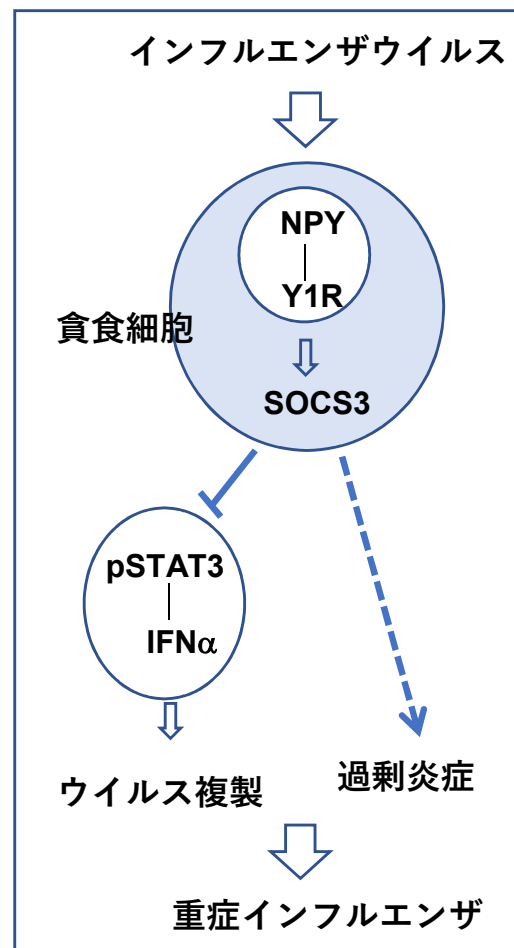 インフルエンザウイルス
NPY
Y1R
貪食細胞
SOCS3
pSTAT3
IFNα
ウイルス複製
過剰炎症
重症インフルエンザ